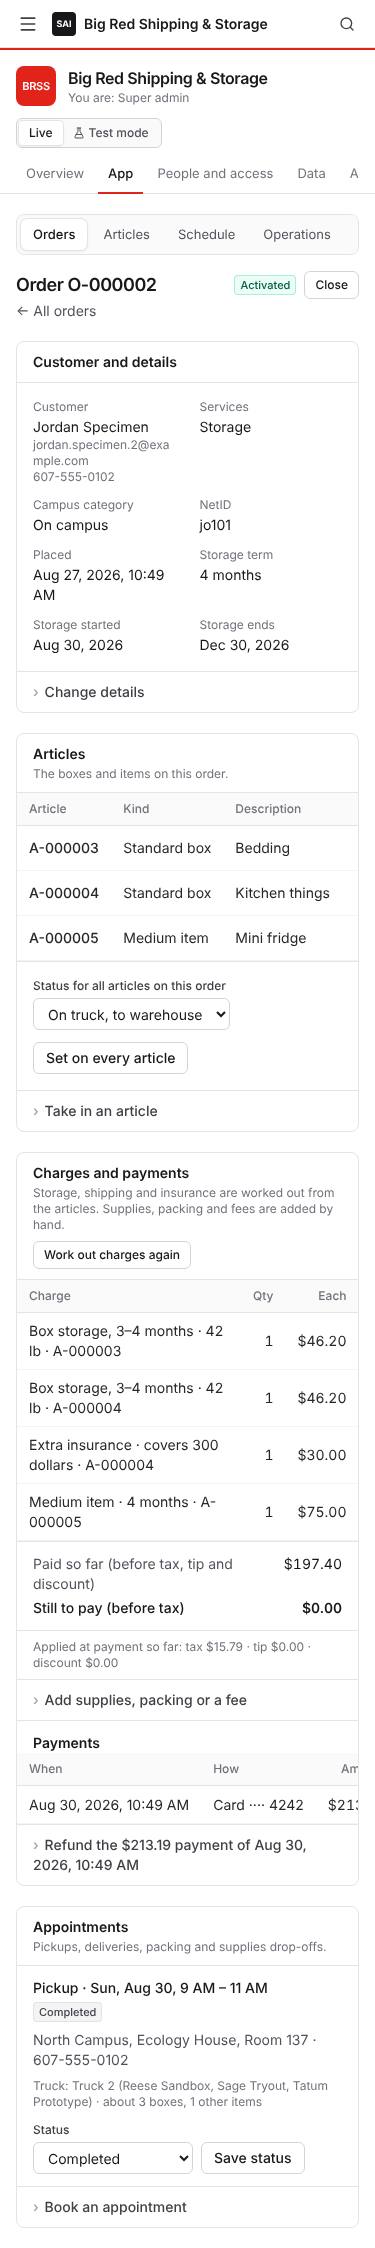 SAI Big Red Shipping & Storage
BRSS
Big Red Shipping & Storage
You are: Super admin
Live Test mode
Overview App People and access Data A
Orders Articles Schedule Operations
Order O-000002 Activated Close
← All orders
Customer and details
Customer Services
Jordan Specimen Storage
jordan.specimen.2@exa
mple.com
607-555-0102
Campus category NetID
On campus jo101
Placed Storage term
Aug 27, 2026, 10:49 4 months
AM
Storage started Storage ends
Aug 30, 2026 Dec 30, 2026
› Change details
Articles
The boxes and items on this order.
Article Kind Description
A-000003 Standard box Bedding
A-000004 Standard box Kitchen things
A-000005 Medium item Mini fridge
Status for all articles on this order
On truck, to warehouse
Set on every article
› Take in an article
Charges and payments
Storage, shipping and insurance are worked out from
the articles. Supplies, packing and fees are added by
hand.
Work out charges again
Charge Qty Each
Box storage, 3–4 months · 42
lb · A-000003 1 $46.20
Box storage, 3–4 months · 42
lb · A-000004 1 $46.20
Extra insurance · covers 300
dollars · A-000004 1 $30.00
Medium item · 4 months · A-
000005 1 $75.00
Paid so far (before tax, tip and $197.40
discount)
Still to pay (before tax) $0.00
Applied at payment so far: tax $15.79 · tip $0.00 ·
discount $0.00
› Add supplies, packing or a fee
Payments
When How Am
Aug 30, 2026, 10:49 AM Card ···· 4242 $213
› Refund the $213.19 payment of Aug 30,
2026, 10:49 AM
Appointments
Pickups, deliveries, packing and supplies drop-offs.
Pickup · Sun, Aug 30, 9 AM – 11 AM
Completed
North Campus, Ecology House, Room 137 ·
607-555-0102
Truck: Truck 2 (Reese Sandbox, Sage Tryout, Tatum
Prototype) · about 3 boxes, 1 other items
Status
Completed Save status
› Book an appointment